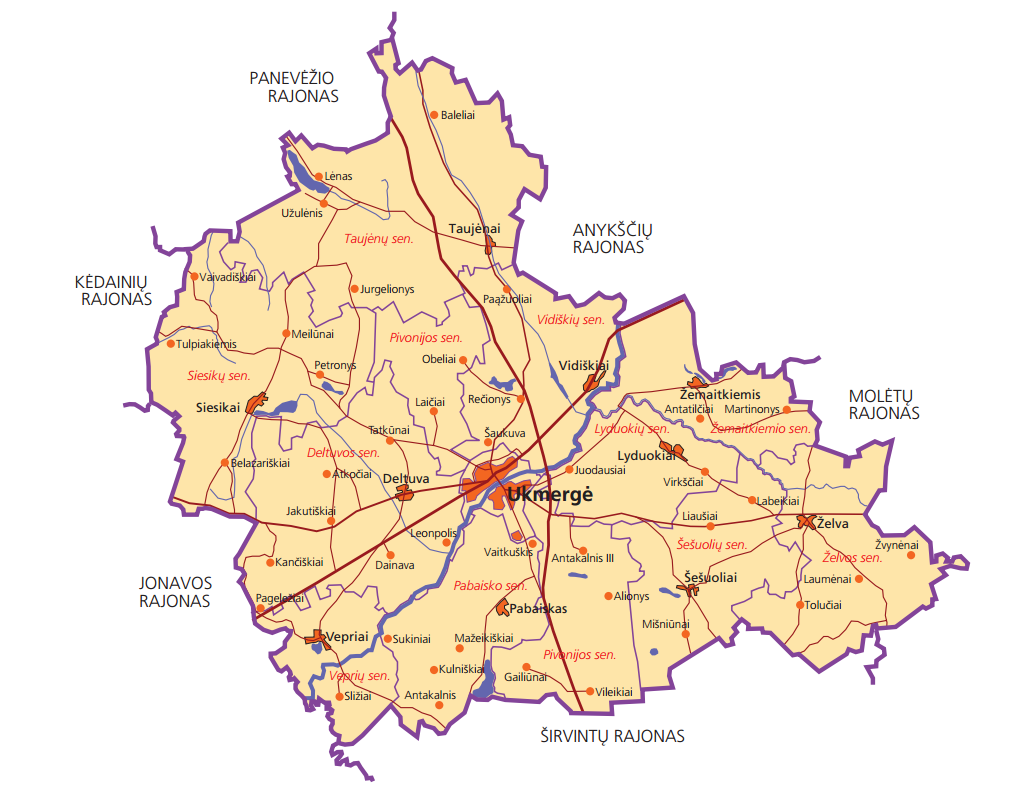 PANEVĖŽIO
RAJONAS
Baleliai
Lėnas
Užulėnis
Taujėnų sen.
Taujėnai
ANYKŠČIŲ
RAJONAS
KĖDAINIŲ
RAJONAS
Vaivadiškiai
Jurgelionys
Paąžuoliai
Vidiškių sen.
Meilūnai
Tulpiakiemis
Pivonijos sen.
Obeliai
Petronys
Siesikų sen.
Vidiškiai
Žemaitkiemis
Siesikai
Laičiai
Rečionys
Antatilčiai
Martinonys
MOLĖTŲ
RAJONAS
Tatkūnai
Šaukuva
Lyduokių sen.
Žemaitkiemio sen.
Deltuvos sen.
Lyduokiai
Belazariškiai
Atkočiai
Deltuva
Juodausiai
Virkščiai
Ukmergė
Labeikiai
Jakutiškiai
Liaušiai
Želva
Leonpolis
Vaitkuškis
Antakalnis III
Šešuolių sen.
Žvynėnai
Želvos sen.
Kančiškiai
Dainava
JONAVOS
RAJONAS
Pabaisko sen.
Šešuoliai
Laumėnai
Pageležiai
Pabaiskas
Alionys
Tolučiai
Mišniūnai
Vepriai
Sukiniai
Mažeikiškiai
Pivonijos sen.
Veprių sen.
Kulniškiai
Gailiūnai
Sližiai
Antakalnis
Vileikiai
ŠIRVINTŲ RAJONAS